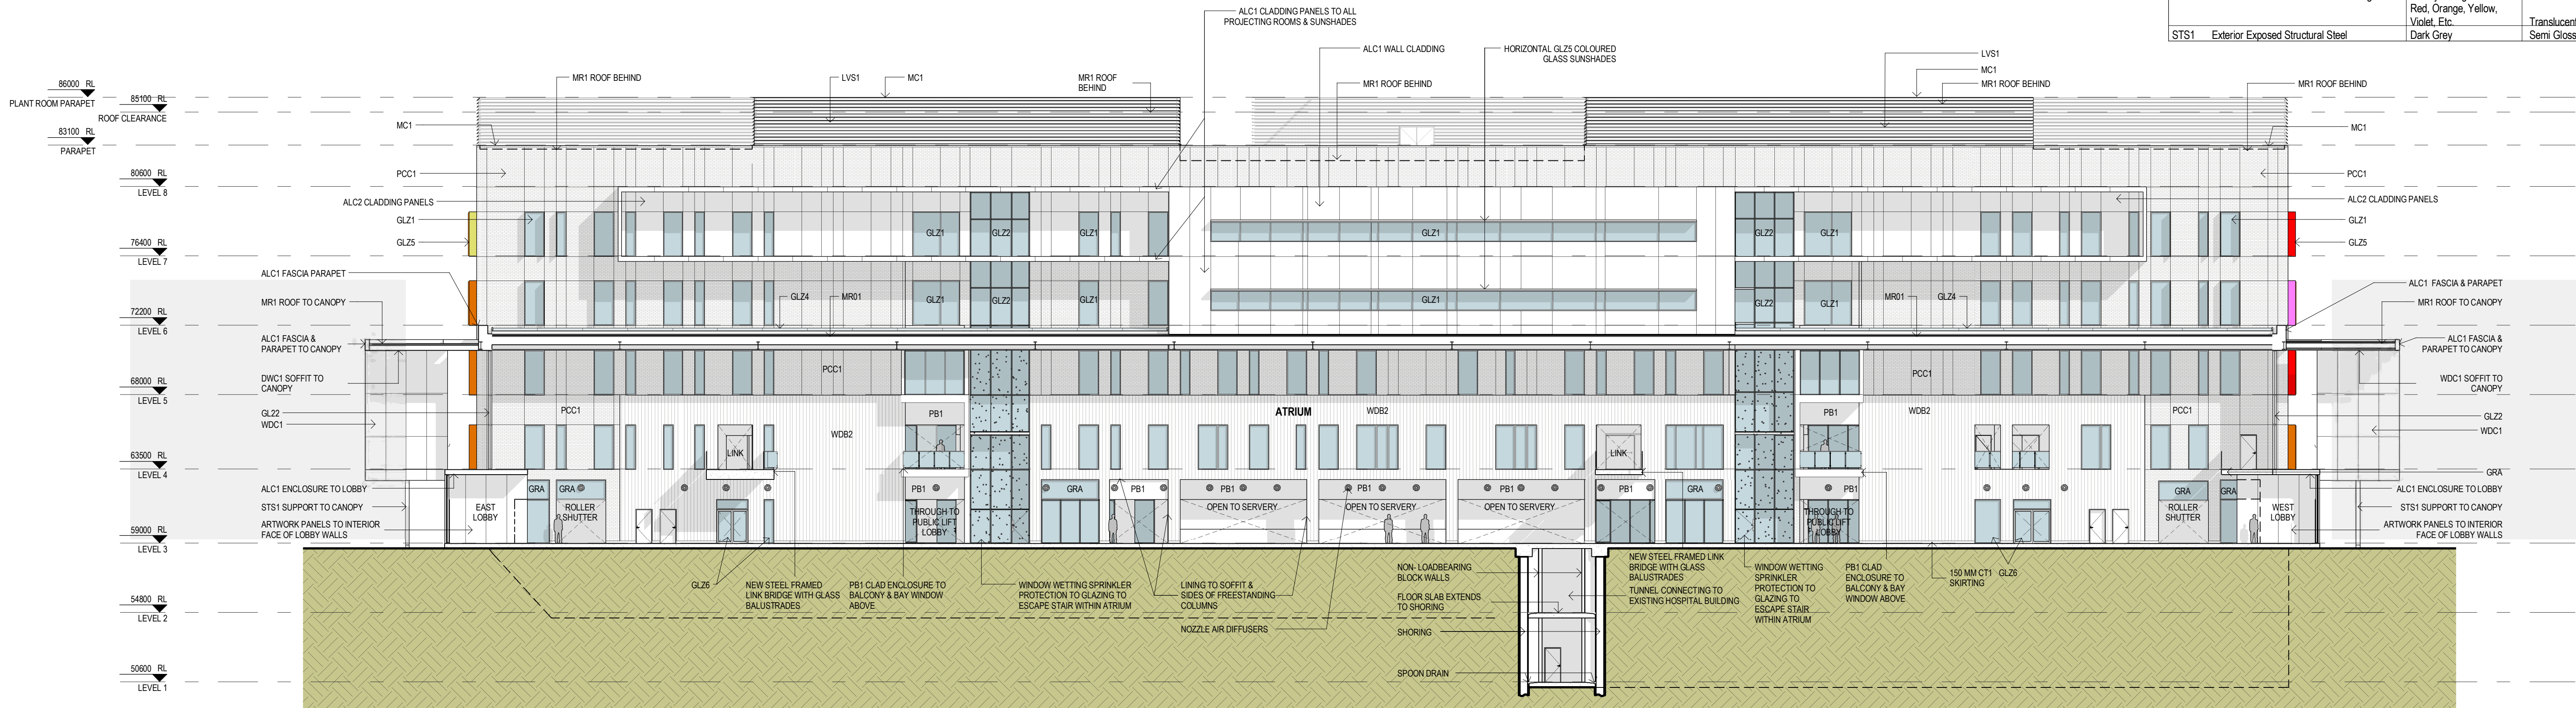 Red, Orange, Yellow,
Violet, Etc.
Translucent
STS1 Exterior Exposed Structural Steel Dark Grey Semi Gloss
ALC1 CLADDING PANELS TO ALL
PROJECTING ROOMS & SUNSHADES
ALC1 WALL CLADDING
HORIZONTAL GLZ5 COLOURED
GLASS SUNSHADES
MR1 ROOF BEHIND
LVS1
MC1
MR1 ROOF
BEHIND
MR1 ROOF BEHIND
LVS1
MC1
MR1 ROOF BEHIND
MR1 ROOF BEHIND
86000 RL
PLANT ROOM PARAPET
85100 RL
ROOF CLEARANCE
83100 RL
PARAPET
80600 RL
LEVEL 8
76400 RL
LEVEL 7
72200 RL
LEVEL 6
68000 RL
LEVEL 5
63500 RL
LEVEL 4
59000 RL
LEVEL 3
54800 RL
LEVEL 2
50600 RL
LEVEL 1
MC1
PCC1
ALC2 CLADDING PANELS
GLZ1
GLZ5
ALC1 FASCIA PARAPET
MR1 ROOF TO CANOPY
ALC1 FASCIA &
PARAPET TO CANOPY
DWC1 SOFFIT TO
CANOPY
GL22
WDC1
ALC1 ENCLOSURE TO LOBBY
STS1 SUPPORT TO CANOPY
ARTWORK PANELS TO INTERIOR
FACE OF LOBBY WALLS
GLZ1
GLZ2
GLZ1
GLZ1
GLZ2
GLZ1
GLZ4
MR01
GLZ1
GLZ2
GLZ1
GLZ1
GLZ2
GLZ1
MR01
GLZ4
PCC1
PCC1
PCC1
WDB2
PB1
ATRIUM
WDB2
PB1
WDB2
PCC1
LINK
LINK
EAST
LOBBY
GRA
GRA
ROLLER
SHUTTER
PB1
THROUGH TO
PUBLIC LIFT
LOBBY
GRA
PB1
PB1
OPEN TO SERVERY
PB1
OPEN TO SERVERY
PB1
OPEN TO SERVERY
PB1
GRA
PB1
THROUGH TO
PUBLIC LIFT
LOBBY
GRA
ROLLER
SHUTTER
GRA
WEST
LOBBY
MC1
PCC1
ALC2 CLADDING PANELS
GLZ1
GLZ5
ALC1 FASCIA & PARAPET
MR1 ROOF TO CANOPY
ALC1 FASCIA &
PARAPET TO CANOPY
WDC1 SOFFIT TO
CANOPY
GLZ2
WDC1
GRA
ALC1 ENCLOSURE TO LOBBY
STS1 SUPPORT TO CANOPY
ARTWORK PANELS TO INTERIOR
FACE OF LOBBY WALLS
GLZ6
NEW STEEL FRAMED
LINK BRIDGE WITH GLASS
BALUSTRADES
PB1 CLAD ENCLOSURE TO
BALCONY & BAY WINDOW
ABOVE
WINDOW WETTING SPRINKLER
PROTECTION TO GLAZING TO
ESCAPE STAIR WITHIN ATRIUM
LINING TO SOFFIT &
SIDES OF FREESTANDING
COLUMNS
NOZZLE AIR DIFFUSERS
NON- LOADBEARING
BLOCK WALLS
FLOOR SLAB EXTENDS
TO SHORING
SHORING
SPOON DRAIN
NEW STEEL FRAMED LINK
BRIDGE WITH GLASS
BALUSTRADES
TUNNEL CONNECTING TO
EXISTING HOSPITAL BUILDING
WINDOW WETTING
SPRINKLER
PROTECTION TO
GLAZING TO
ESCAPE STAIR
WITHIN ATRIUM
PB1 CLAD
ENCLOSURE TO
BALCONY & BAY
WINDOW ABOVE
150 MM CT1
SKIRTING
GLZ6